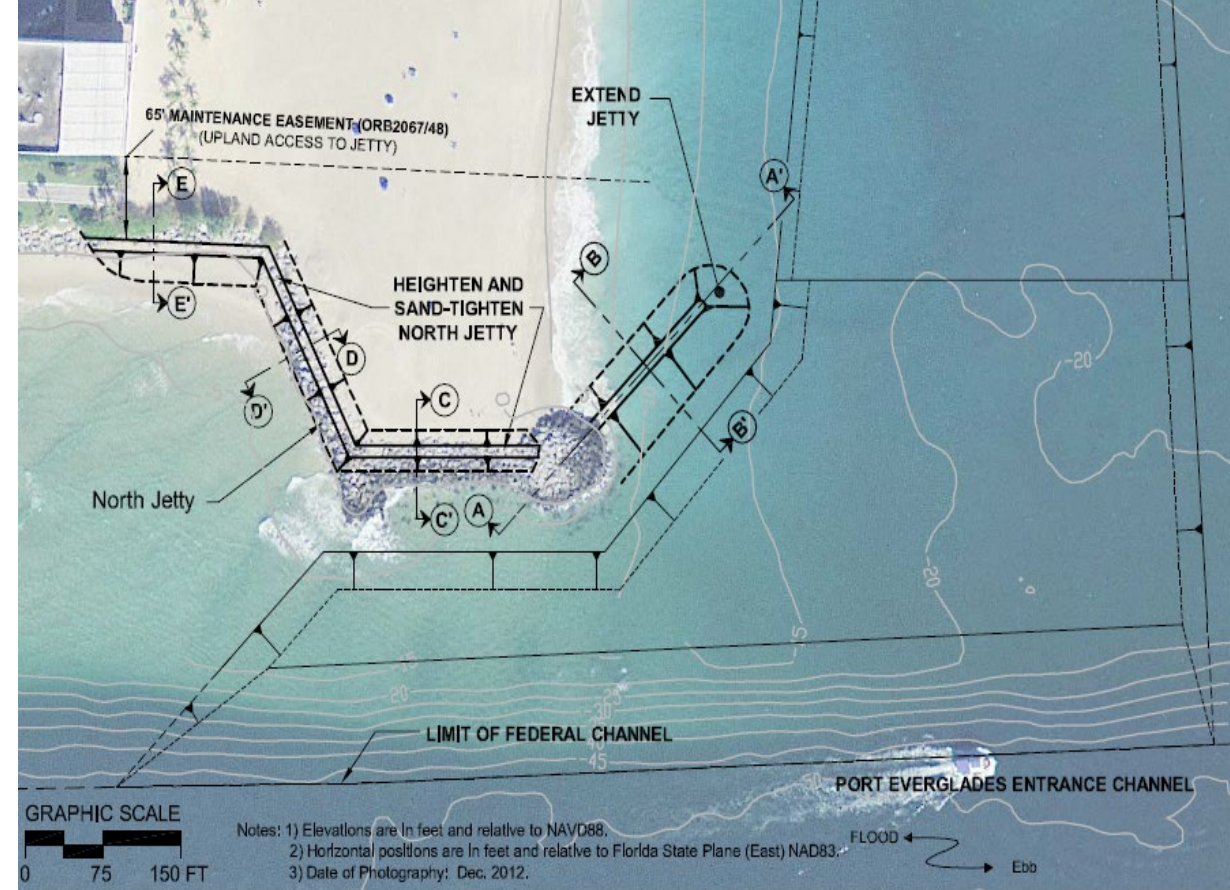 EXTEND
JETTY
65' MAINTENANCE EASEMENT (ORB2067/48)
(UPLAND ACCESS TO JETTY)
A'
E
B
HEIGHTEN AND
SAND-TIGHTEN
NORTH JETTY
E'
D
-20
C
D'
B'
North Jetty
C'
A
-20
-15
-20
LIMIT OF FEDERAL CHANNEL
-45
-50
PORT EVERGLADES ENTRANCE CHANNEL
GRAPHIC SCALE
0 75 150 FT
Notes: 1) Elevations are in feet and relative to NAVD88.
2) Horizontal positions are in feet and relative to Florida State Plane (East) NAD83.
3) Date of Photography: Dec. 2012.
FLOOD
Ebb